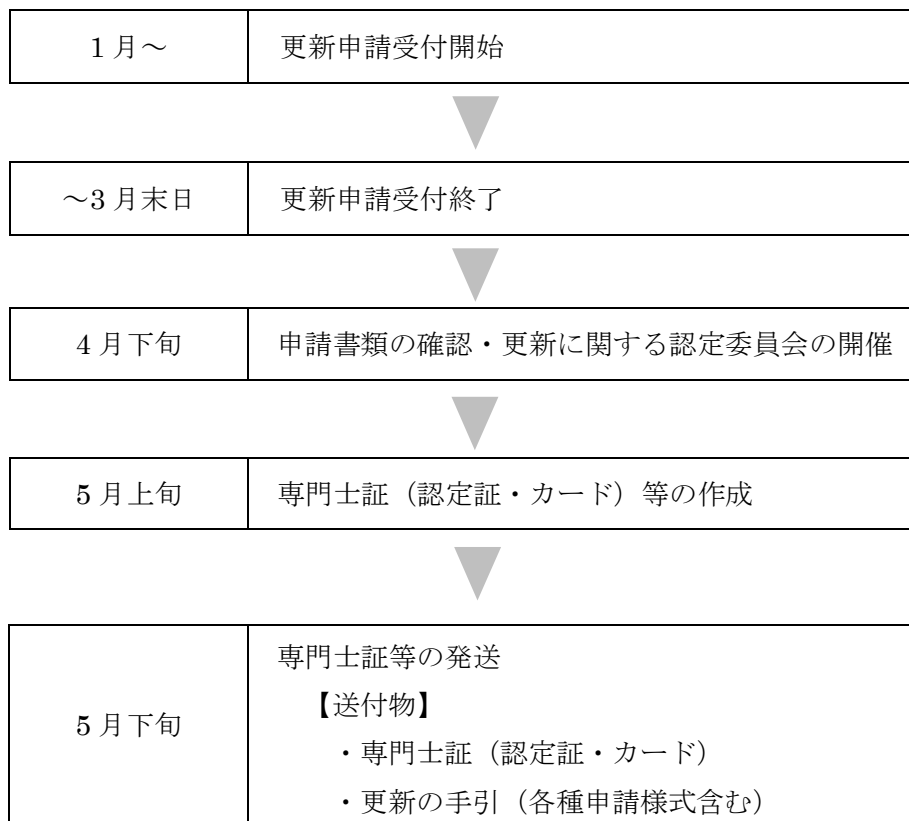 1月～ 更新申請受付開始
～3月末日 更新申請受付終了
4月下旬 申請書類の確認・更新に関する認定委員会の開催
5月上旬 専門士証（認定証・カード）等の作成
専門士証等の発送
【送付物】
5月下旬
・専門士証（認定証・カード）
・更新の手引（各種申請様式含む）